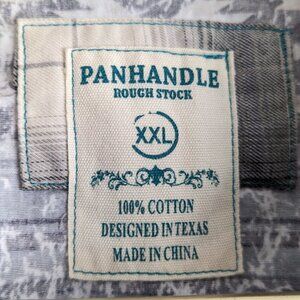 PANHANDLE
ROUGH STOCK
XXL
100% COTTON
DESIGNED IN TEXAS
MADE IN CHINA